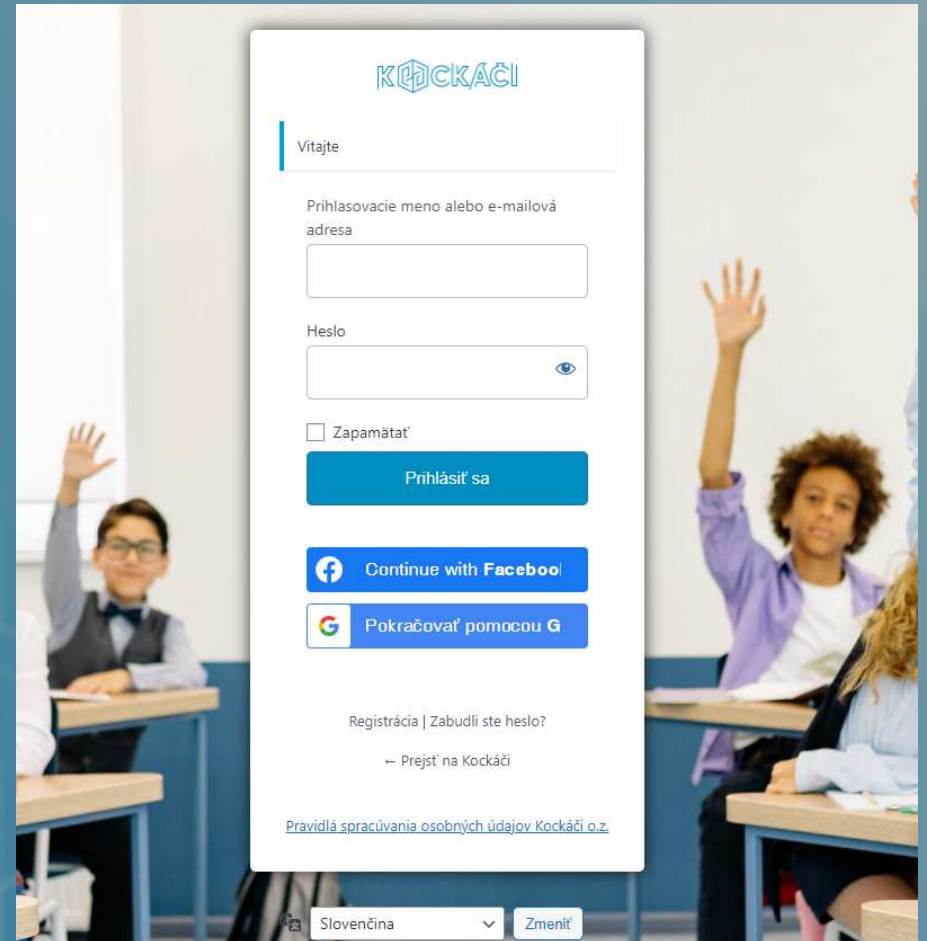 KOCKÁČI
Vitajte
Prihlasovacie meno alebo e-mailová
adresa
Heslo
Zapamätať
Prihlásiť sa
Continue with Facebool
Pokračovať pomocou G
Registrácia | Zabudli ste heslo?
← Prejsť na Kockáči
Pravidlá spracúvania osobných údajov Kockáči o.z.
Slovenčina
Zmeniť